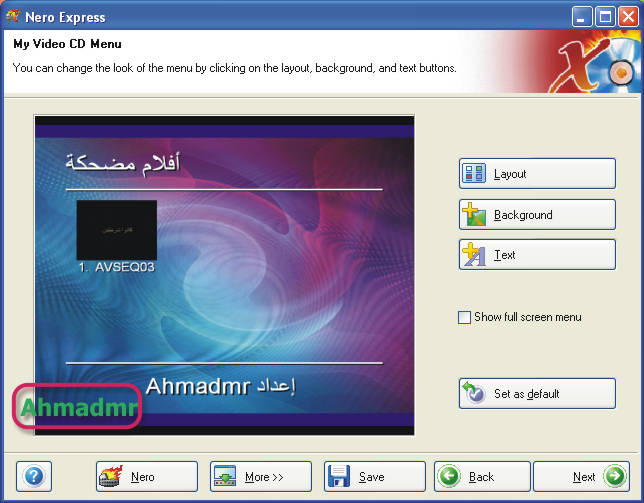 Nero Express
My Video CD Menu
You can change the look of the menu by clicking on the layout, background, and text buttons.
أفلام مضحكة
1. AVSEQ03
إعداد Ahmadmr
Ahmadmr
Layout
Background
Text
Show full screen menu
Set as default
Nero
More >>
Save
Back
Next